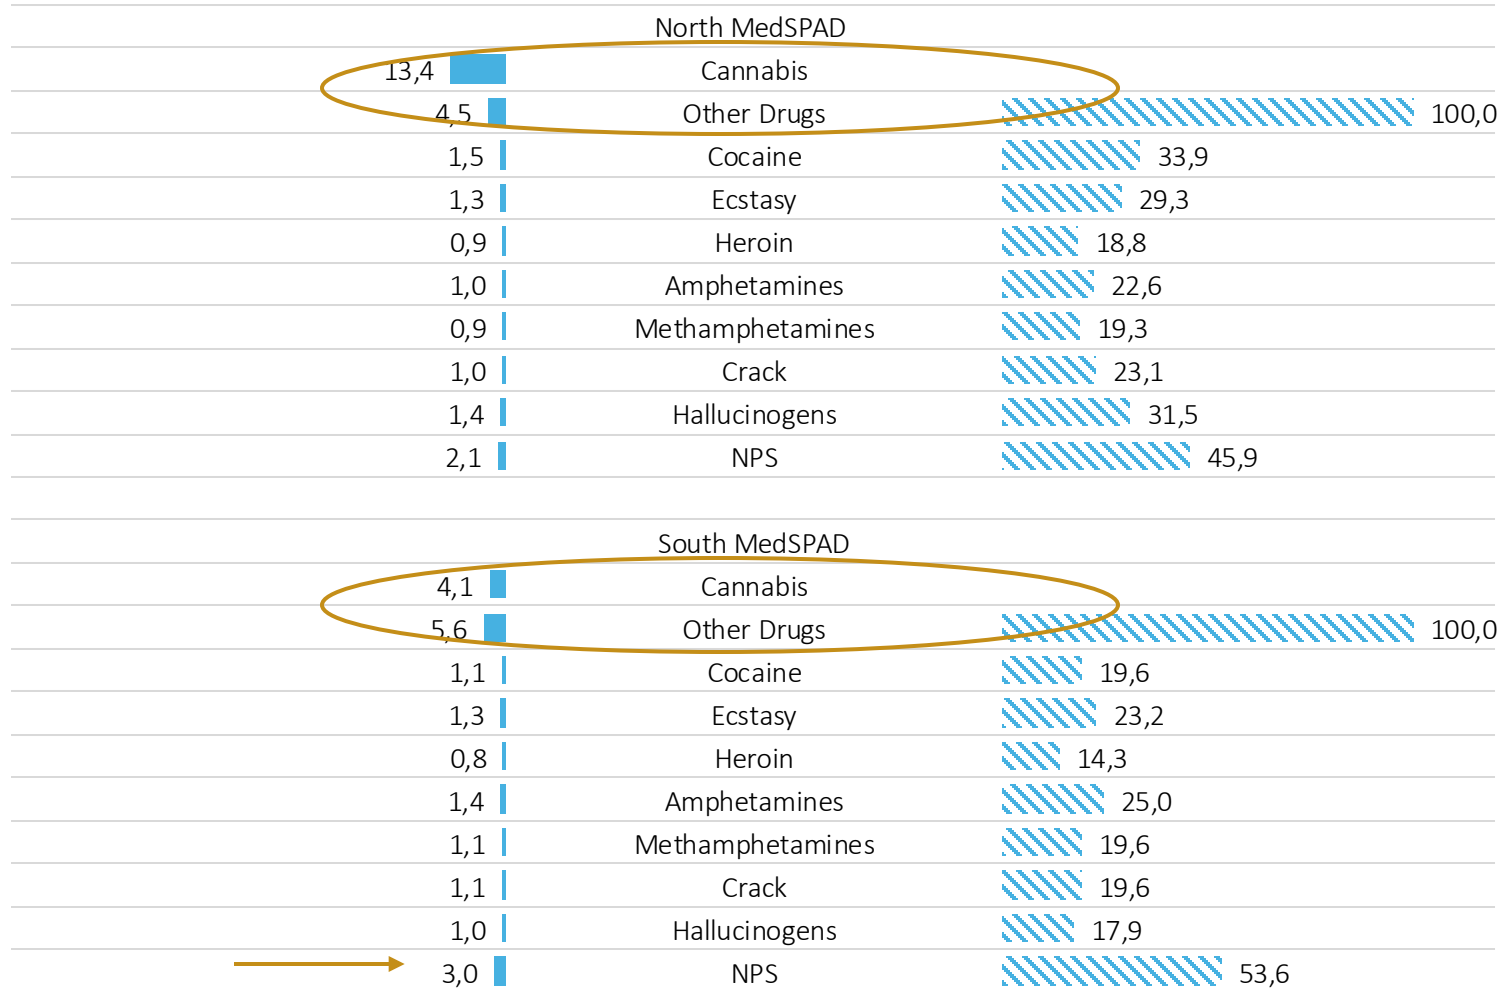 North MedSPAD
13,4 Cannabis
4,5 Other Drugs 100,0
1,5 Cocaine 33,9
1,3 Ecstasy 29,3
0,9 Heroin 18,8
1,0 Amphetamines 22,6
0,9 Methamphetamines 19,3
1,0 Crack 23,1
1,4 Hallucinogens 31,5
2,1 NPS 45,9
South MedSPAD
4,1 Cannabis
5,6 Other Drugs 100,0
1,1 Cocaine 19,6
1,3 Ecstasy 23,2
0,8 Heroin 14,3
1,4 Amphetamines 25,0
1,1 Methamphetamines 19,6
1,1 Crack 19,6
1,0 Hallucinogens 17,9
3,0 NPS 53,6